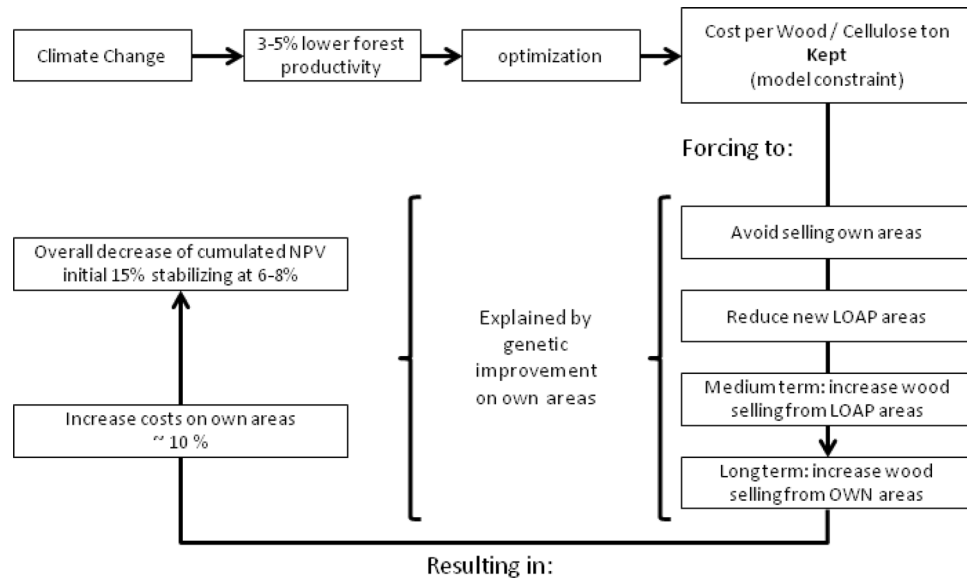 Climate Change
3-5% lower forest
productivity
optimization
Cost per Wood / Cellulose ton
Kept
(model constraint)
Forcing to:
Avoid selling own areas
Reduce new LOAP areas
Medium term: increase wood
selling from LOAP areas
Long term: increase wood
selling from OWN areas
Explained by
genetic
improvement
on own areas
Overall decrease of cumulated NPV
initial 15% stabilizing at 6-8%
Increase costs on own areas
~ 10 %
Resulting in: